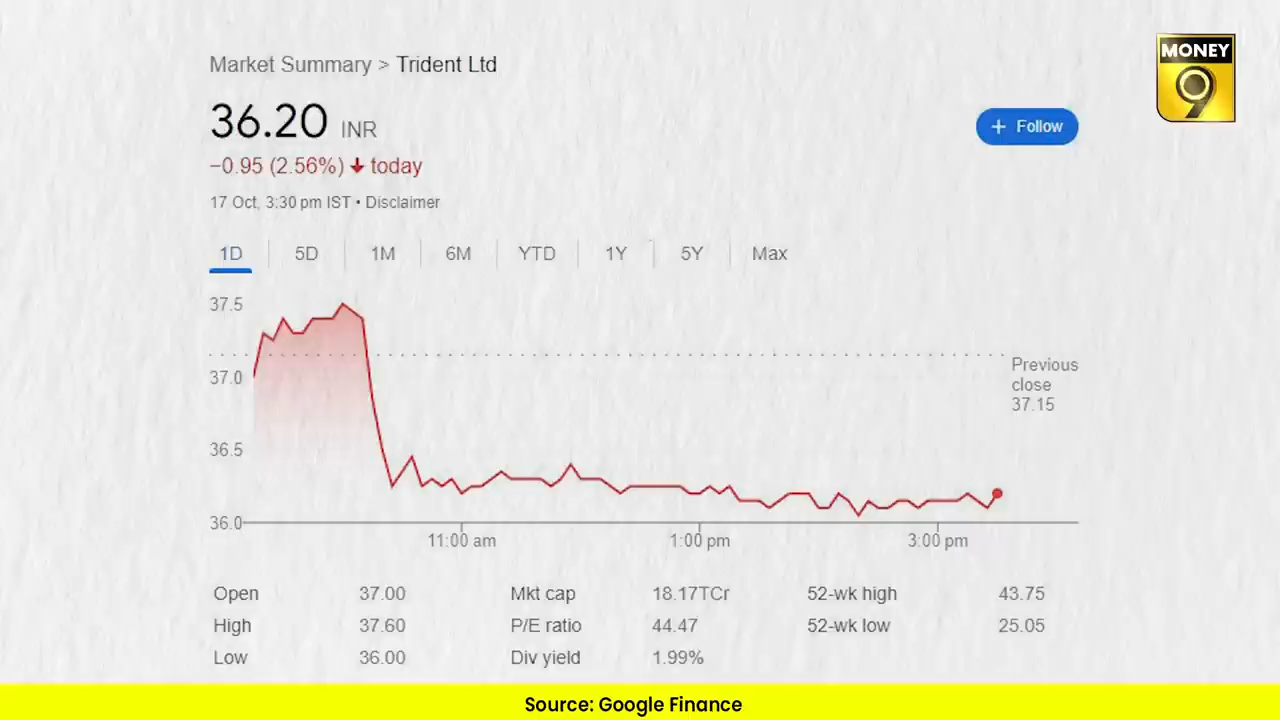 MONEY
9
Market Summary > Trident Ltd
36.20 INR
+ Follow
−0.95 (2.56%) ↓ today
17 Oct, 3:30 pm IST • Disclaimer
1D 5D 1M 6M YTD 1Y 5Y Max
37.5
37.0
36.5
36.0
Previous
close
37.15
11:00 am 1:00 pm 3:00 pm
Open 37.00 Mkt cap 18.17TCr 52-wk high 43.75
High 37.60 P/E ratio 44.47 52-wk low 25.05
Low 36.00 Div yield 1.99%
Source: Google Finance